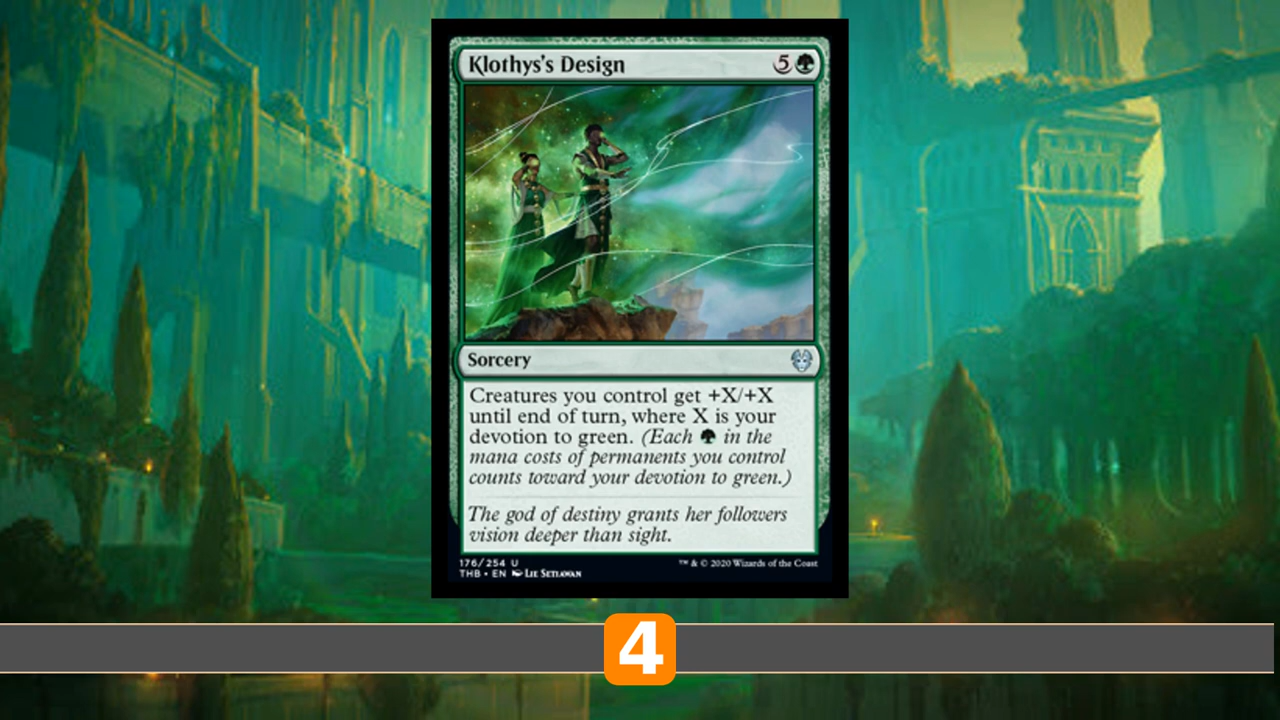 Klothys's Design 5
Sorcery
Creatures you control get +X/+X
until end of turn, where X is your
devotion to green. (Each in the
mana costs of permanents you control
counts toward your devotion to green.)
The god of destiny grants her followers
vision deeper than sight.
176/254 U
THB • EN Lie Setiawan
™ & © 2020 Wizards of the Coast
4